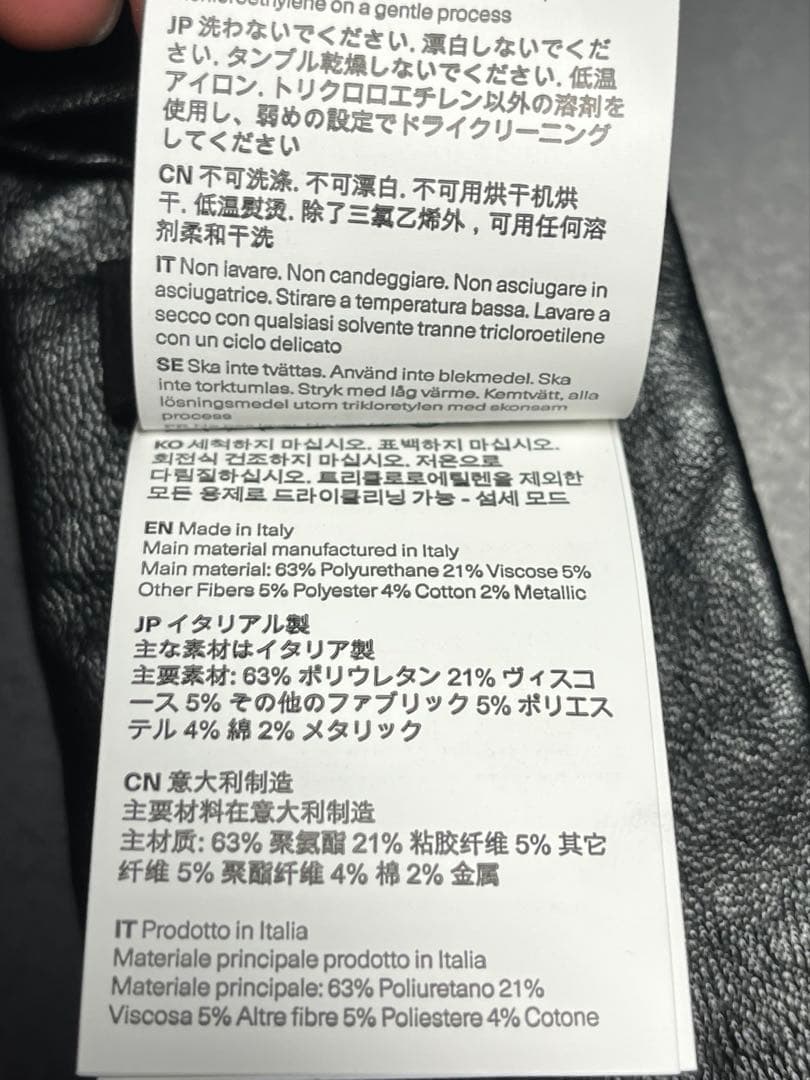 on a gentle process
JP 洗わないでください. 漂白しないでくだ
さい. タンブル乾燥しないでください. 低温
アイロン. トリクロロエチレン以外の溶剤を
使用し、弱めの設定でドライクリーニング
してください
CN 不可洗涤. 不可漂白. 不可用烘干机烘
干. 低温熨烫. 除了三氯乙烯外，可用任何溶
剂柔和干洗
IT Non lavare. Non candeggiare. Non asciugare in
asciugatrice. Stirare a temperatura bassa. Lavare a
secco con qualsiasi solvente tranne tricloroetilene
con un ciclo delicato
SE Ska inte tvättas. Använd inte blekmedel. Ska
inte torktumlas. Stryk med låg värme. Kemtvätt, alla
lösningsmedel utom trikloretylen med skonsam
process
KO 세척하지 마십시오. 표백하지 마십시오.
회전식 건조하지 마십시오. 저온으로
다림질하십시오. 트리클로로에틸렌을 제외한
모든 용제로 드라이클리닝 가능 - 섬세 모드
EN Made in Italy
Main material manufactured in Italy
Main material: 63% Polyurethane 21% Viscose 5%
Other Fibers 5% Polyester 4% Cotton 2% Metallic
JP イタリアル製
主な素材はイタリア製
主要素材: 63% ポリウレタン 21% ヴィスコ
ース 5% その他のファブリック 5% ポリエス
テル 4% 綿 2% メタリック
CN 意大利制造
主要材料在意大利制造
主材质: 63% 聚氨酯 21% 粘胶纤维 5% 其它
纤维 5% 聚酯纤维 4% 棉 2% 金属
IT Prodotto in Italia
Materiale principale prodotto in Italia
Materiale principale: 63% Poliuretano 21%
Viscosa 5% Altre fibre 5% Poliestere 4% Cotone